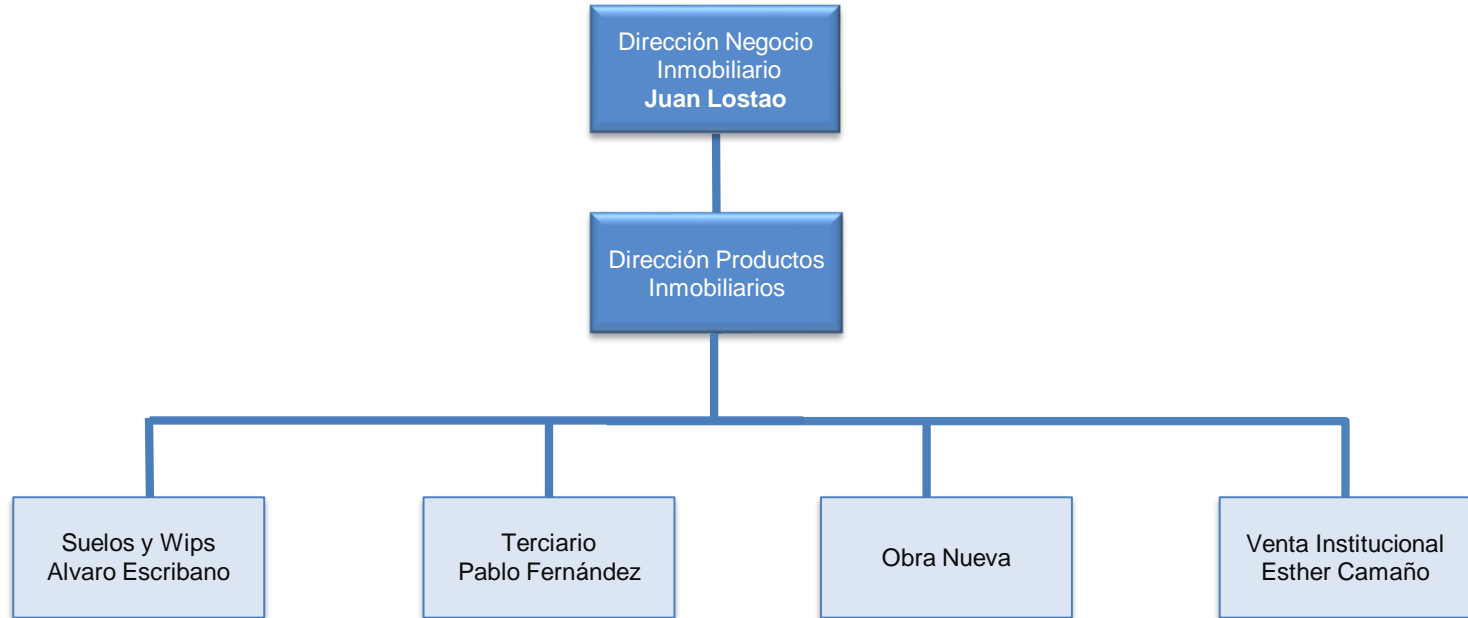 Dirección Negocio
Inmobiliario
Juan Lostao
Dirección Productos
Inmobiliarios
Suelos y Wips
Alvaro Escribano
Terciario
Pablo Fernández
Obra Nueva
Venta Institucional
Esther Camaño